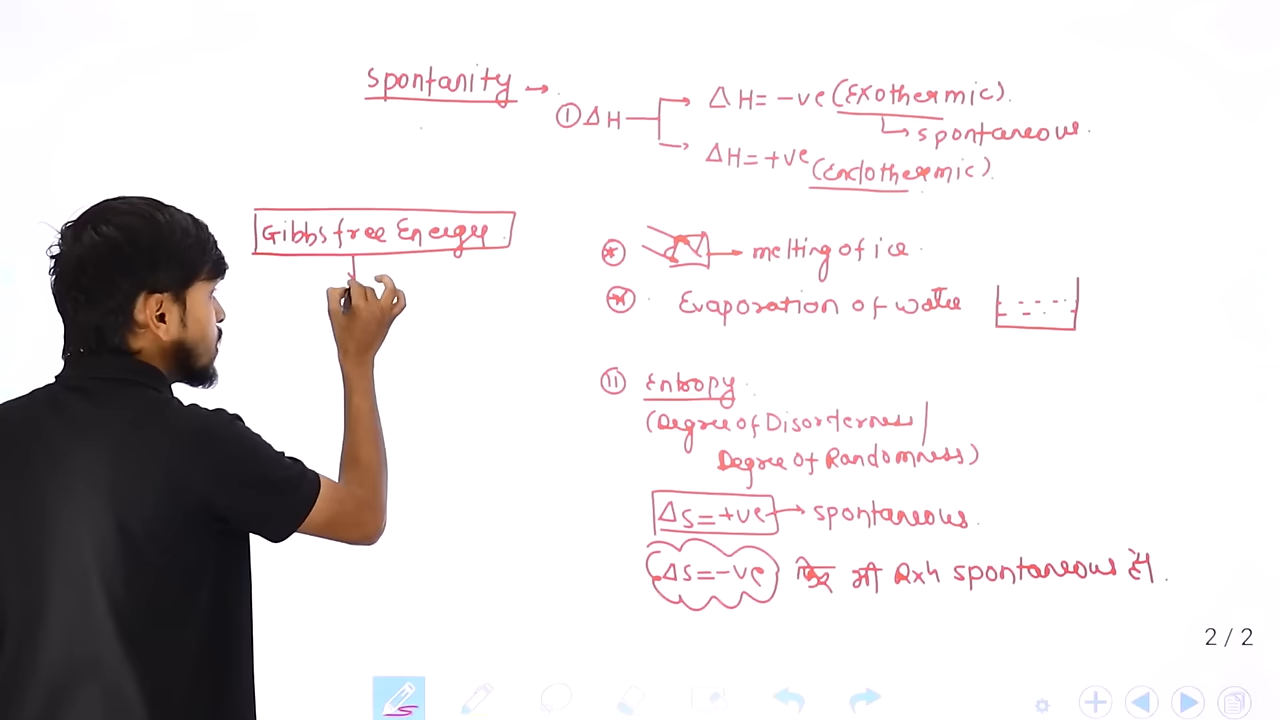 Spontanity →
① ΔH
ΔH = -ve (Exothermic).
↳ spontaneous.
ΔH = +ve (Endothermic)
Gibbs free Energy
→ melting of ice.
Evaporation of water
⑪ Entropy.
(Degree of Disorderness /
Degree of Randomness)
ΔS = +ve → spontaneous.
ΔS = -ve भी Rxn spontaneous है।
2 / 2